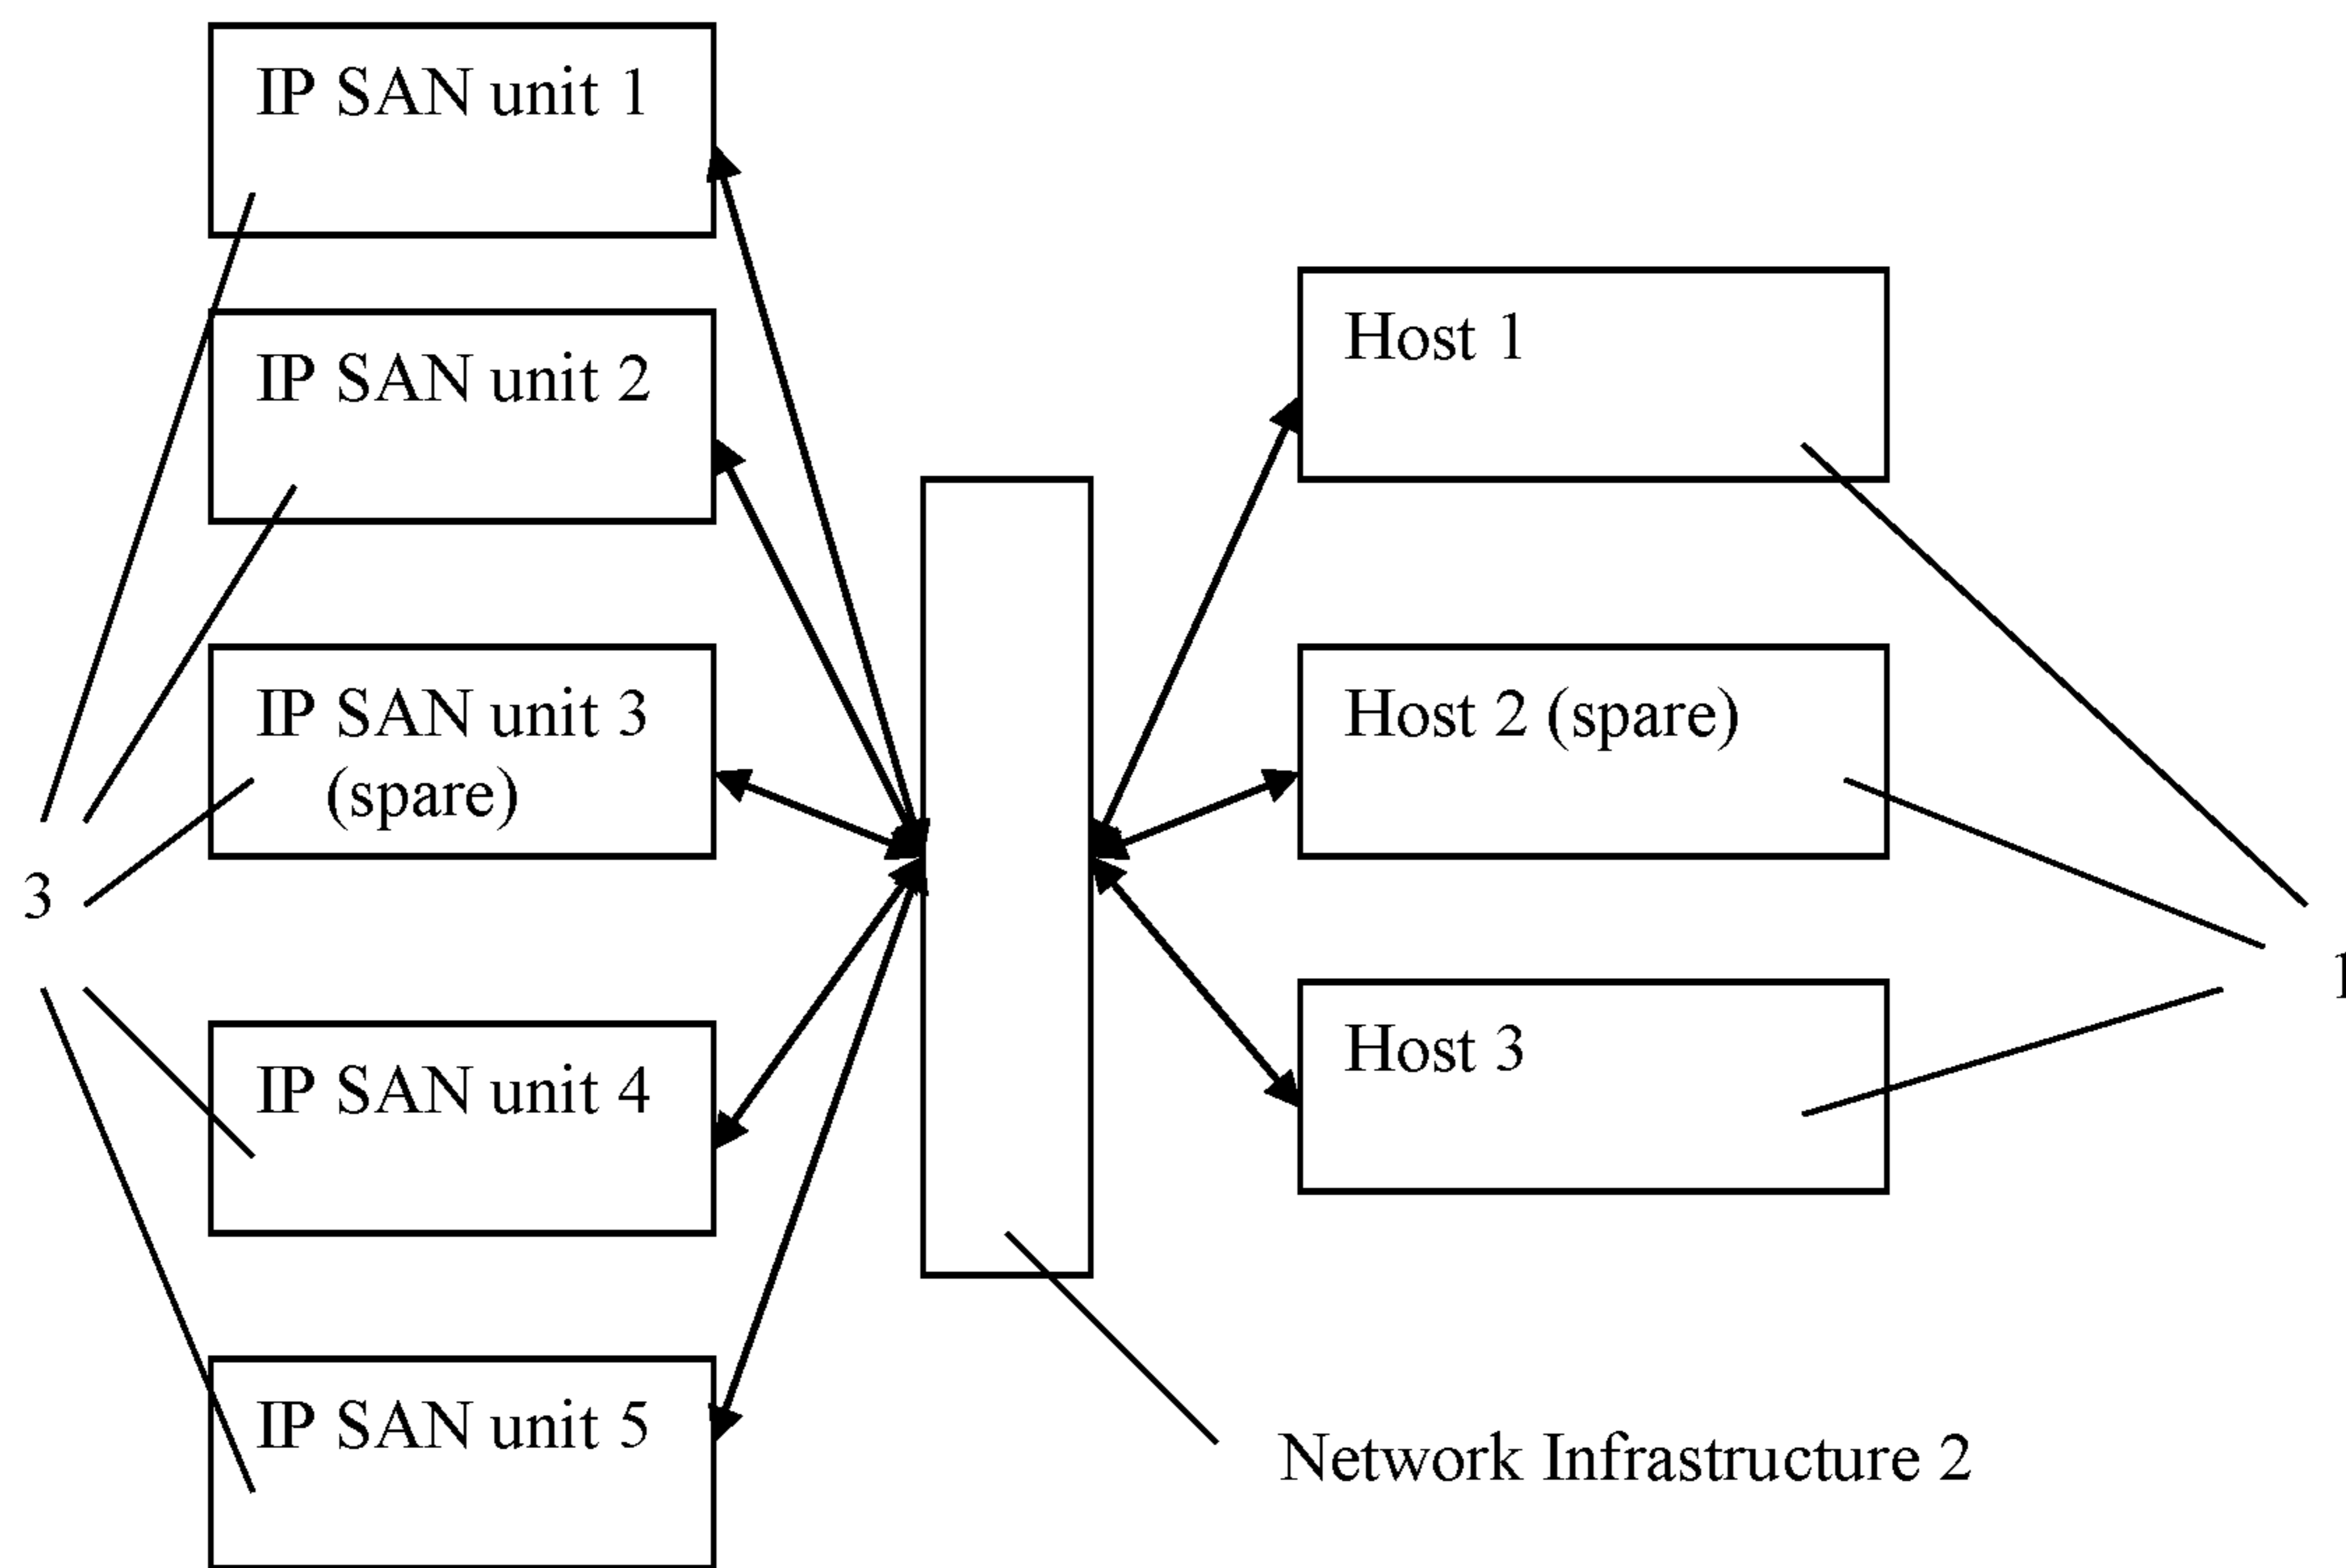 IP SAN unit 1
IP SAN unit 2
IP SAN unit 3
(spare)
3
IP SAN unit 4
IP SAN unit 5
Host 1
Host 2 (spare)
Host 3
1
Network Infrastructure 2